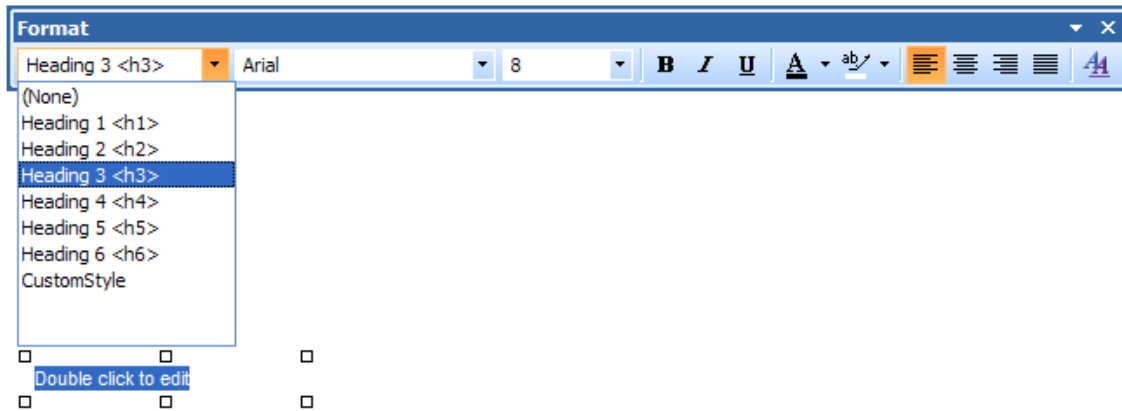 Format
Heading 3 <h3> Arial 8 B I U A ab A A
(None)
Heading 1 <h1>
Heading 2 <h2>
Heading 3 <h3>
Heading 4 <h4>
Heading 5 <h5>
Heading 6 <h6>
CustomStyle
Double click to edit